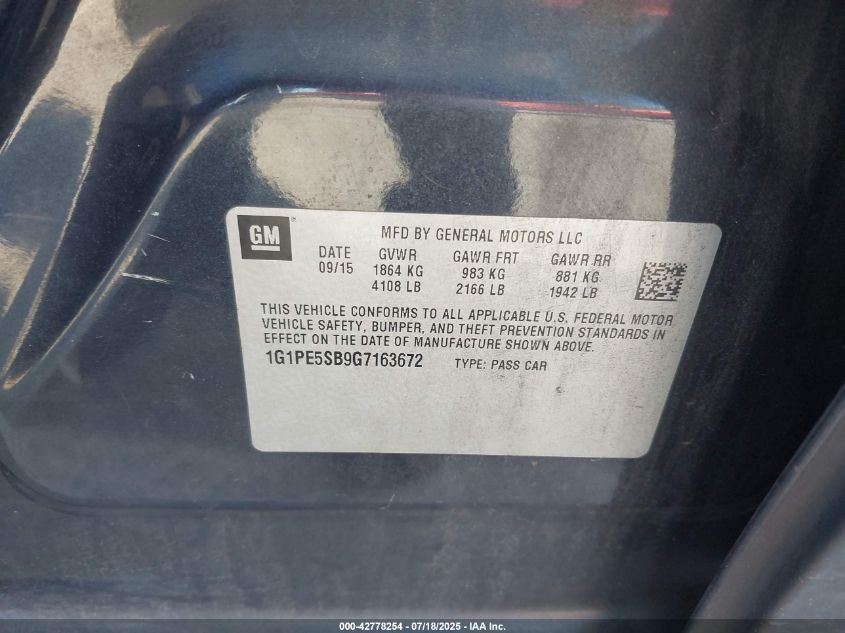 GM
MFD BY GENERAL MOTORS LLC
DATE GVWR GAWR FRT GAWR RR
09/15 1864 KG 983 KG 881 KG
4108 LB 2166 LB 1942 LB
THIS VEHICLE CONFORMS TO ALL APPLICABLE U.S. FEDERAL MOTOR
VEHICLE SAFETY, BUMPER, AND THEFT PREVENTION STANDARDS IN
EFFECT ON THE DATE OF MANUFACTURE SHOWN ABOVE.
1G1PE5SB9G7163672 TYPE: PASS CAR
000-42778254 - 07/18/2025 - IAA Inc.